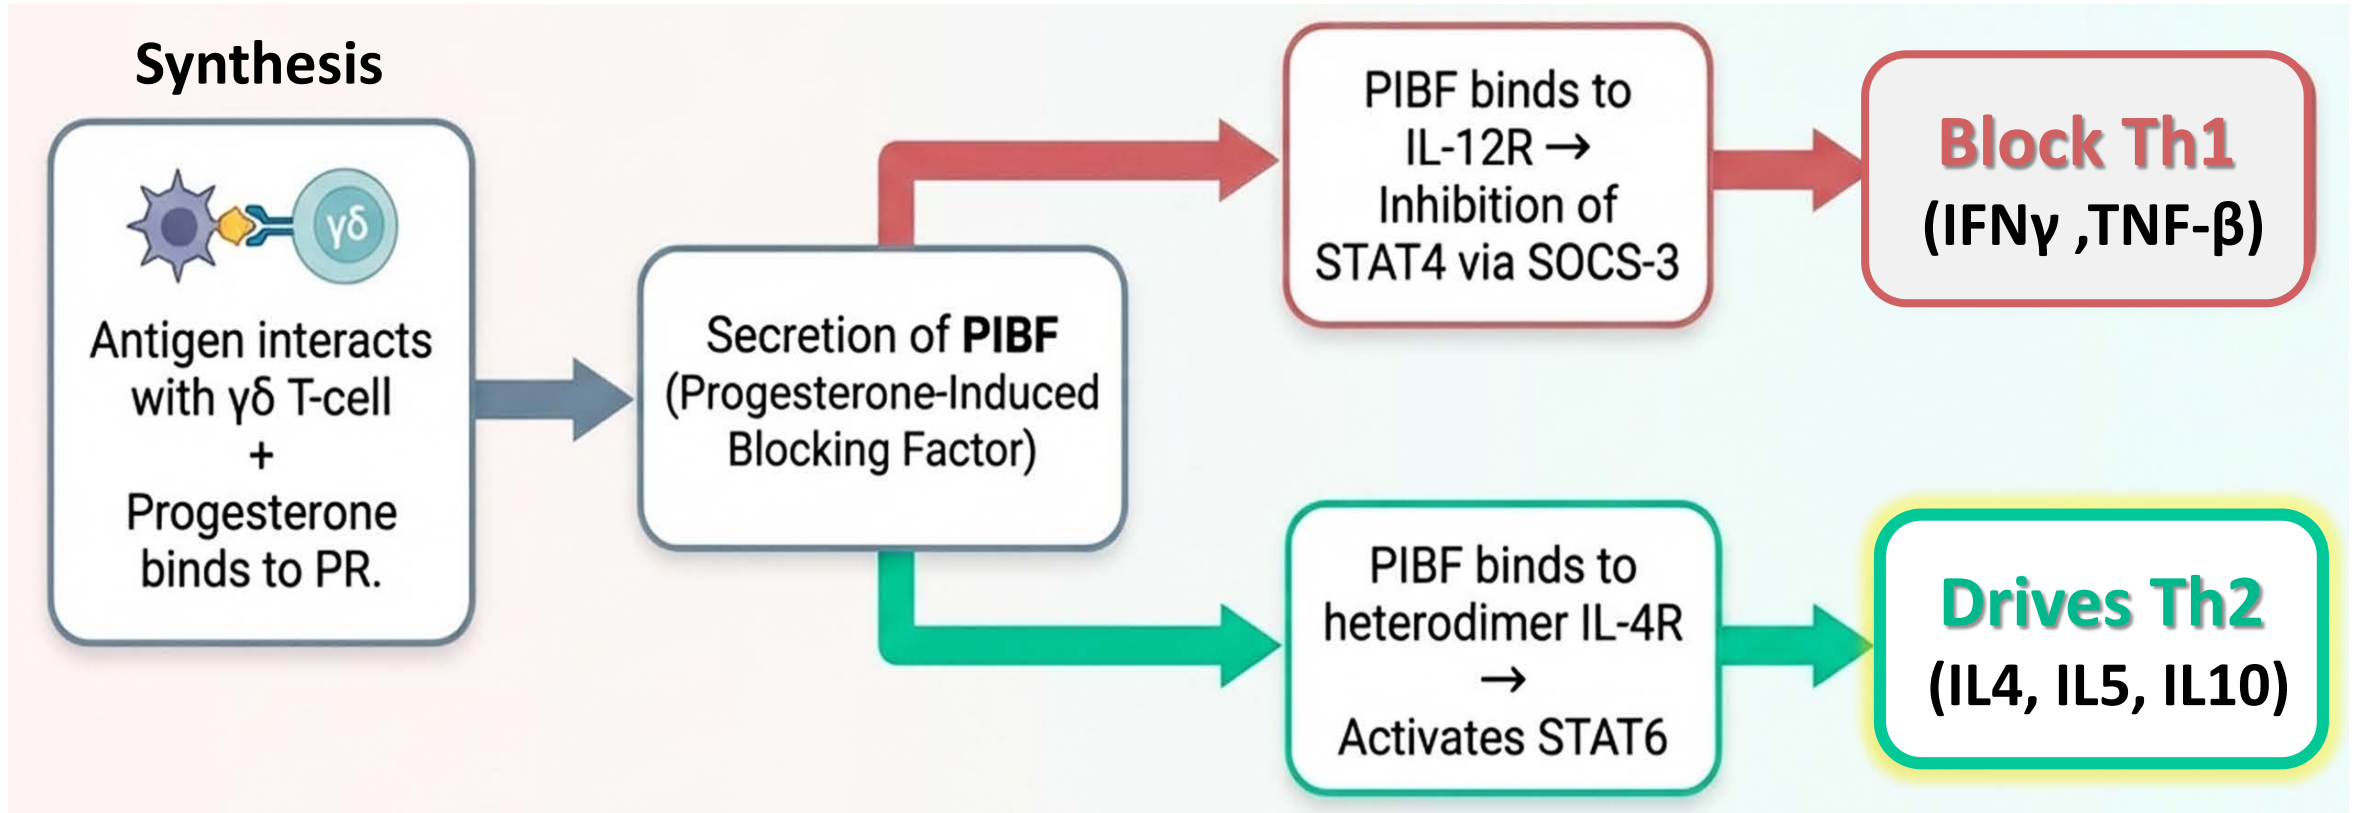 Synthesis
γδ
Antigen interacts
with γδ T-cell
+
Progesterone
binds to PR.
Secretion of PIBF
(Progesterone-Induced
Blocking Factor)
PIBF binds to
IL-12R →
Inhibition of
STAT4 via SOCS-3
Block Th1
(IFNγ ,TNF-β)
PIBF binds to
heterodimer IL-4R
→
Activates STAT6
Drives Th2
(IL4, IL5, IL10)